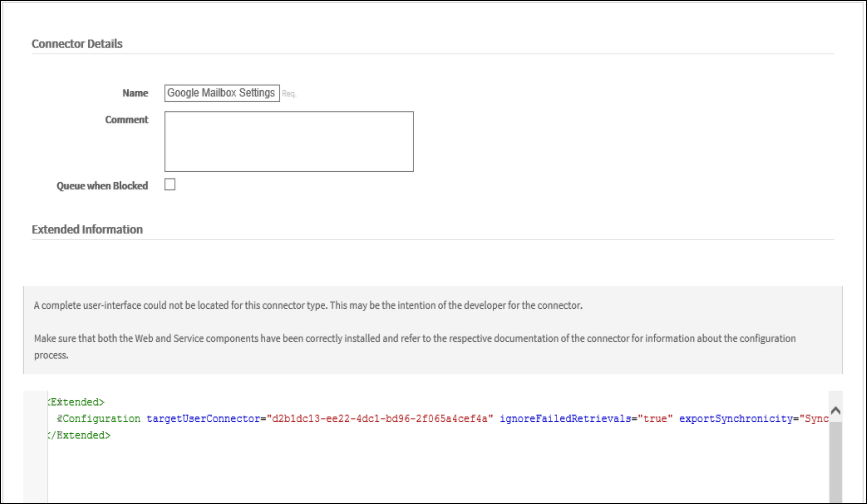 Connector Details
Name Google Mailbox Settings Req.
Comment
Queue when Blocked
Extended Information
A complete user-interface could not be located for this connector type. This may be the intention of the developer for the connector.
Make sure that both the Web and Service components have been correctly installed and refer to the respective documentation of the connector for information about the configuration
process.
<Extended>
<Configuration targetUserConnector="d2b1dc13-ee22-4dc1-bd96-2f065a4cef4a" ignoreFailedRetrievals="true" exportSynchronicity="Sync
</Extended>